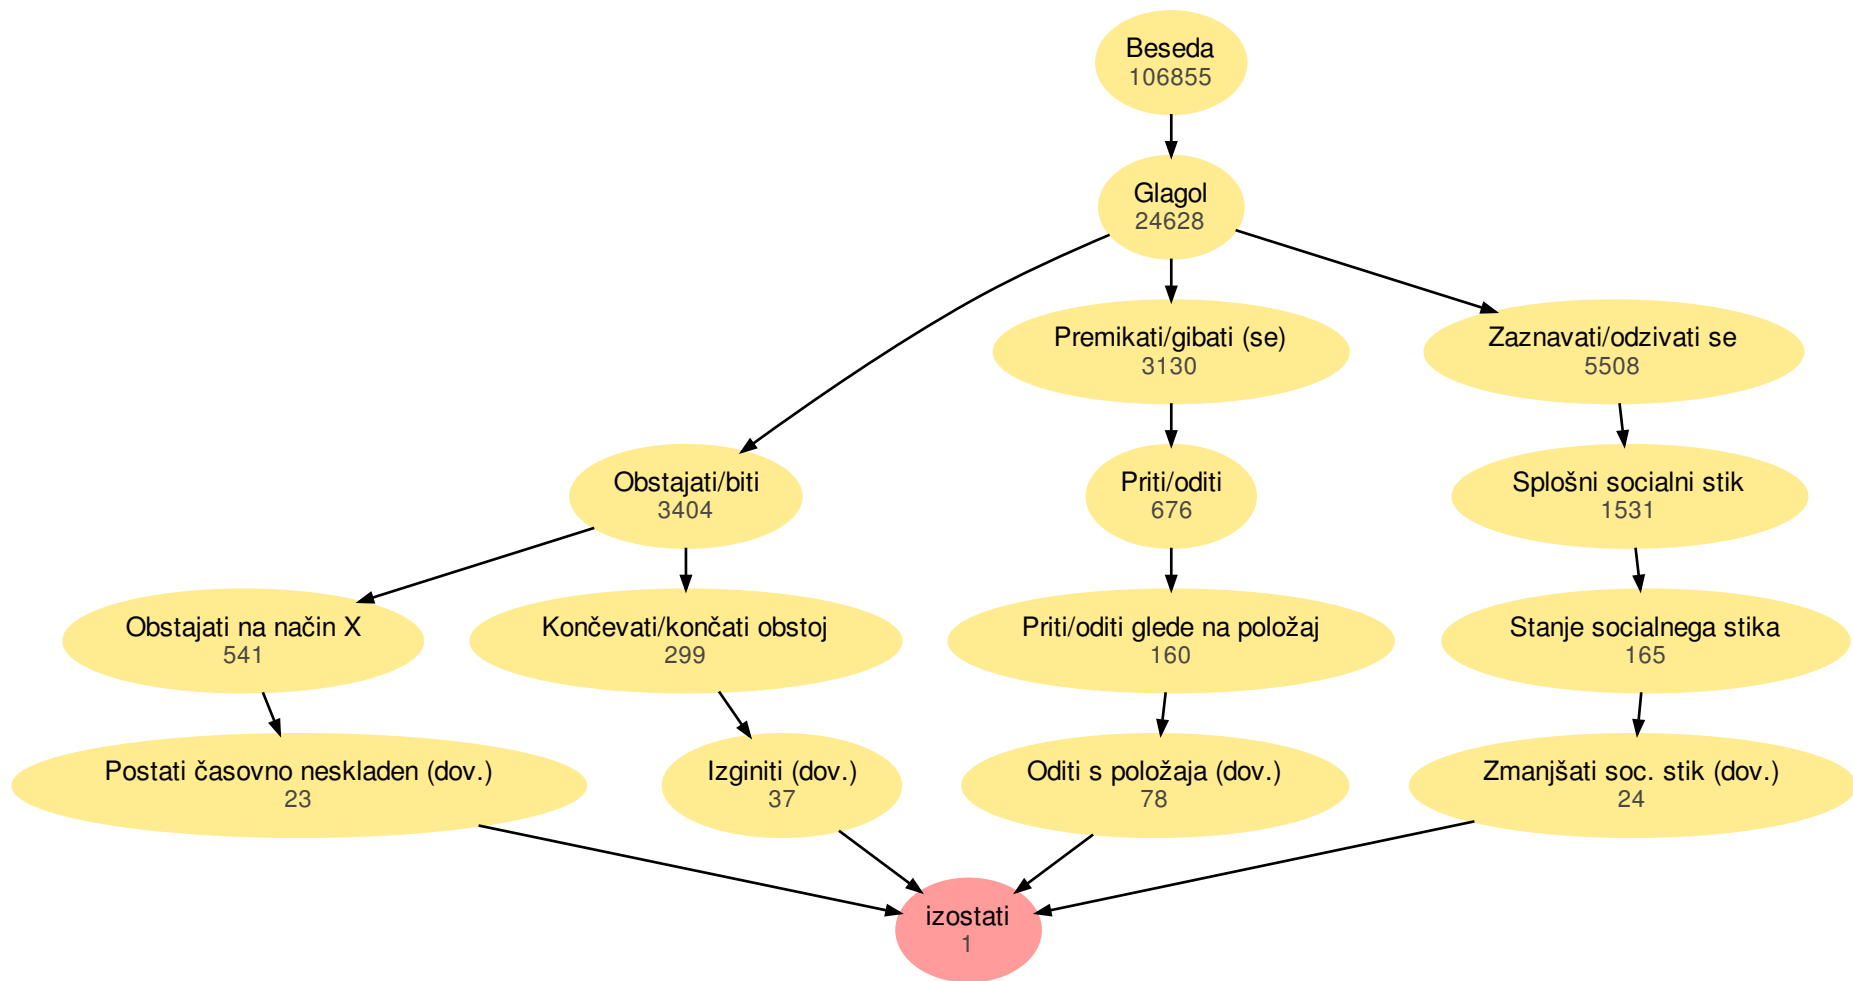 Beseda
106855
Glagol
24628
Premikati/gibati (se)
3130
Zaznavati/odzivati se
5508
Obstajati/biti
3404
Priti/oditi
676
Splošni socialni stik
1531
Obstajati na način X
541
Končevati/končati obstoj
299
Priti/oditi glede na položaj
160
Stanje socialnega stika
165
Postati časovno neskladen (dov.)
23
Izginiti (dov.)
37
Oditi s položaja (dov.)
78
Zmanjšati soc. stik (dov.)
24
izostati
1